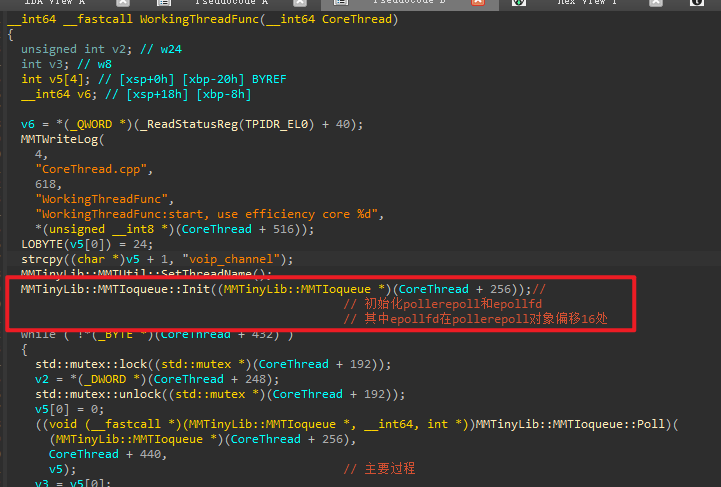 IDA View A Pseudocode A Pseudocode B Hex View 1
__int64 __fastcall WorkingThreadFunc(__int64 CoreThread)
{
unsigned int v2; // w24
int v3; // w8
int v5[4]; // [xsp+0h] [xbp-20h] BYREF
__int64 v6; // [xsp+18h] [xbp-8h]
v6 = *(_QWORD *)(_ReadStatusReg(TPIDR_EL0) + 40);
MMTWriteLog(
4,
"CoreThread.cpp",
618,
"WorkingThreadFunc",
"WorkingThreadFunc:start, use efficiency core %d",
*(unsigned __int8 *)(CoreThread + 516));
LOBYTE(v5[0]) = 24;
strcpy((char *)v5 + 1, "voip_channel");
MMTinyLib::MMTUtil::SetThreadName();
MMTinyLib::MMTIoqueue::Init((MMTinyLib::MMTIoqueue *)(CoreThread + 256));//
// 初始化pollerepoll和epollfd
// 其中epollfd在pollerepoll对象偏移16处
while ( !*(_BYTE *)(CoreThread + 432) )
{
std::mutex::lock((std::mutex *)(CoreThread + 192));
v2 = *(_DWORD *)(CoreThread + 248);
std::mutex::unlock((std::mutex *)(CoreThread + 192));
v5[0] = 0;
((void (__fastcall *)(MMTinyLib::MMTIoqueue *, __int64, int *))MMTinyLib::MMTIoqueue::Poll)(
(MMTinyLib::MMTIoqueue *)(CoreThread + 256),
CoreThread + 440,
v5); // 主要过程
v3 = v5[0];